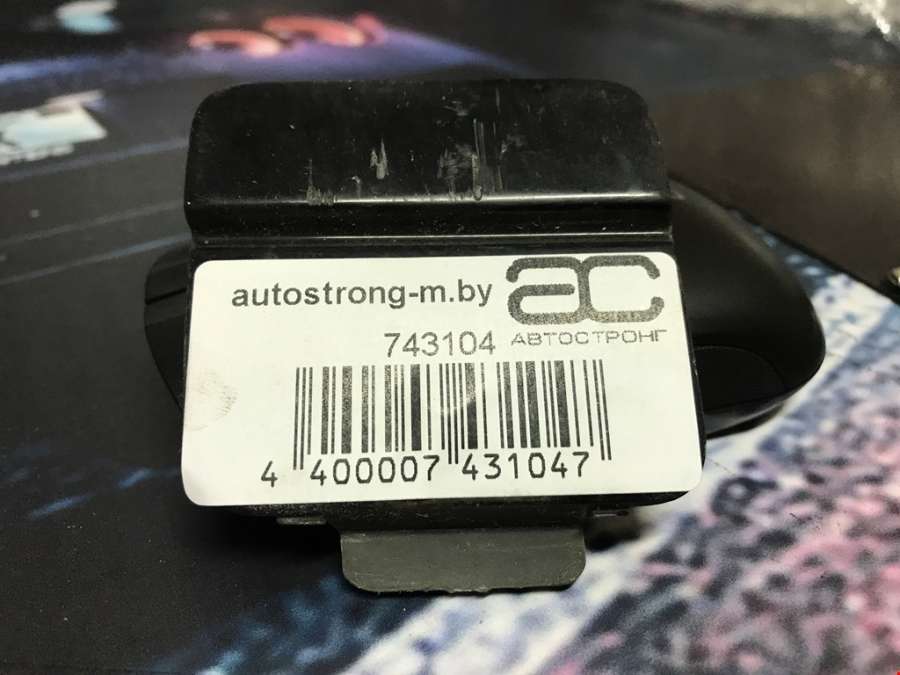 autostrong-m.by
ac
АВТОСТРОНГ
743104
4 400007 431047